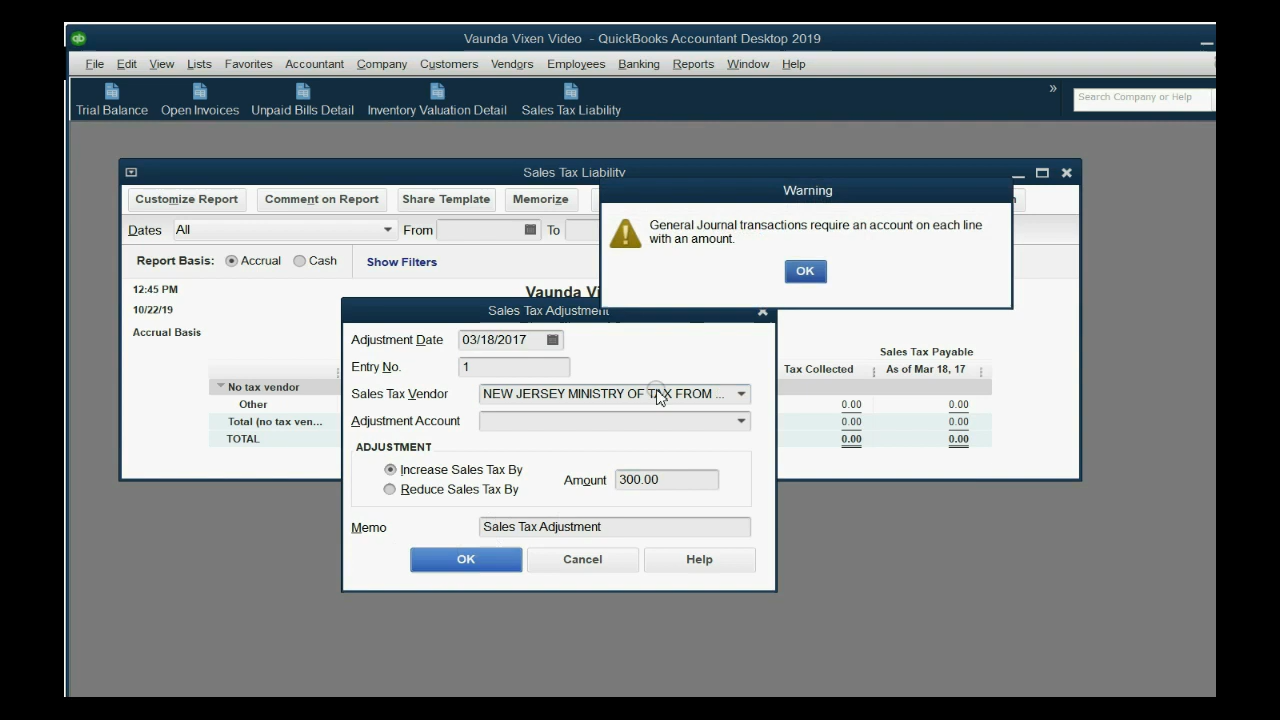 Vaunda Vixen Video - QuickBooks Accountant Desktop 2019
File Edit View Lists Favorites Accountant Company Customers Vendors Employees Banking Reports Window Help
Trial Balance Open Invoices Unpaid Bills Detail Inventory Valuation Detail Sales Tax Liability » Search Company or Help
Sales Tax Liability
Customize Report Comment on Report Share Template Memorize
Warning
General Journal transactions require an account on each line
with an amount.
OK
Dates All From To
Report Basis: Accrual Cash Show Filters
12:45 PM
10/22/19
Accrual Basis
Vaunda Vi
Sales Tax Payable
Tax Collected As of Mar 18, 17
No tax vendor
Other 0.00 0.00
Total (no tax ven... 0.00 0.00
TOTAL 0.00 0.00
Sales Tax Adjustment
Adjustment Date 03/18/2017
Entry No. 1
Sales Tax Vendor NEW JERSEY MINISTRY OF TAX FROM ...
Adjustment Account
ADJUSTMENT
Increase Sales Tax By
Reduce Sales Tax By
Amount 300.00
Memo Sales Tax Adjustment
OK Cancel Help